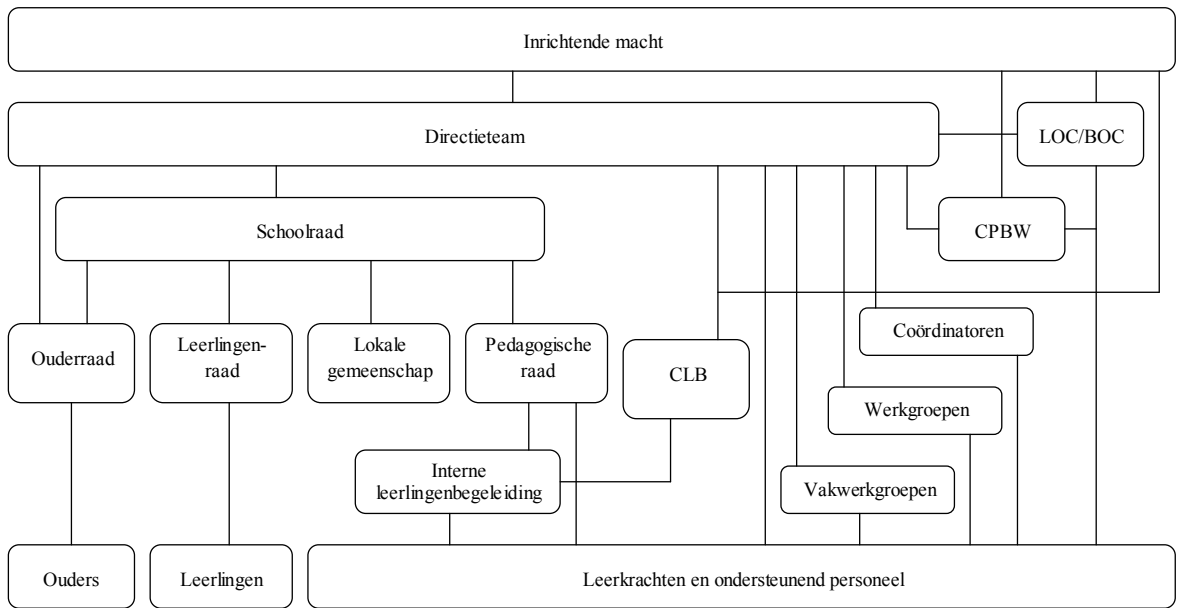 Inrichtende macht
Directieteam
LOC/BOC
Schoolraad
CPBW
Ouderraad
Leerlingen-
raad
Lokale
gemeenschap
Pedagogische
raad
CLB
Coördinatoren
Werkgroepen
Interne
leerlingenbegeleiding
Vakwerkgroepen
Ouders
Leerlingen
Leerkrachten en ondersteunend personeel